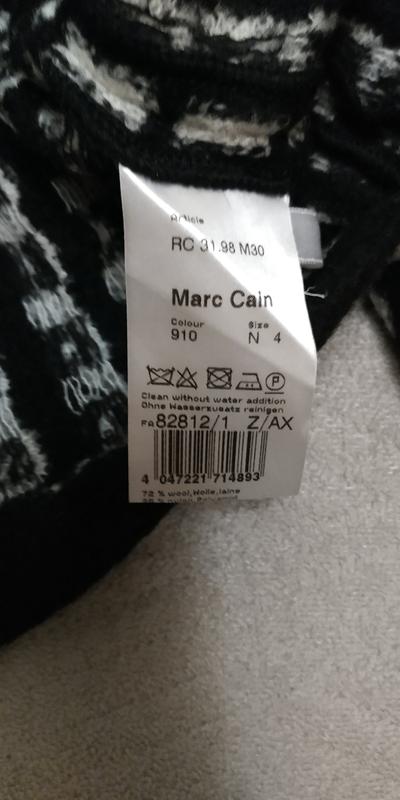 Article
RC 31.98 M30
Marc Cain
Colour Size
910 N 4
P
Clean without water addition
Ohne Wasserzusatz reinigen
FA 82812/1 Z/AX
4 047221 714893
72 % wool,Wolle,laine